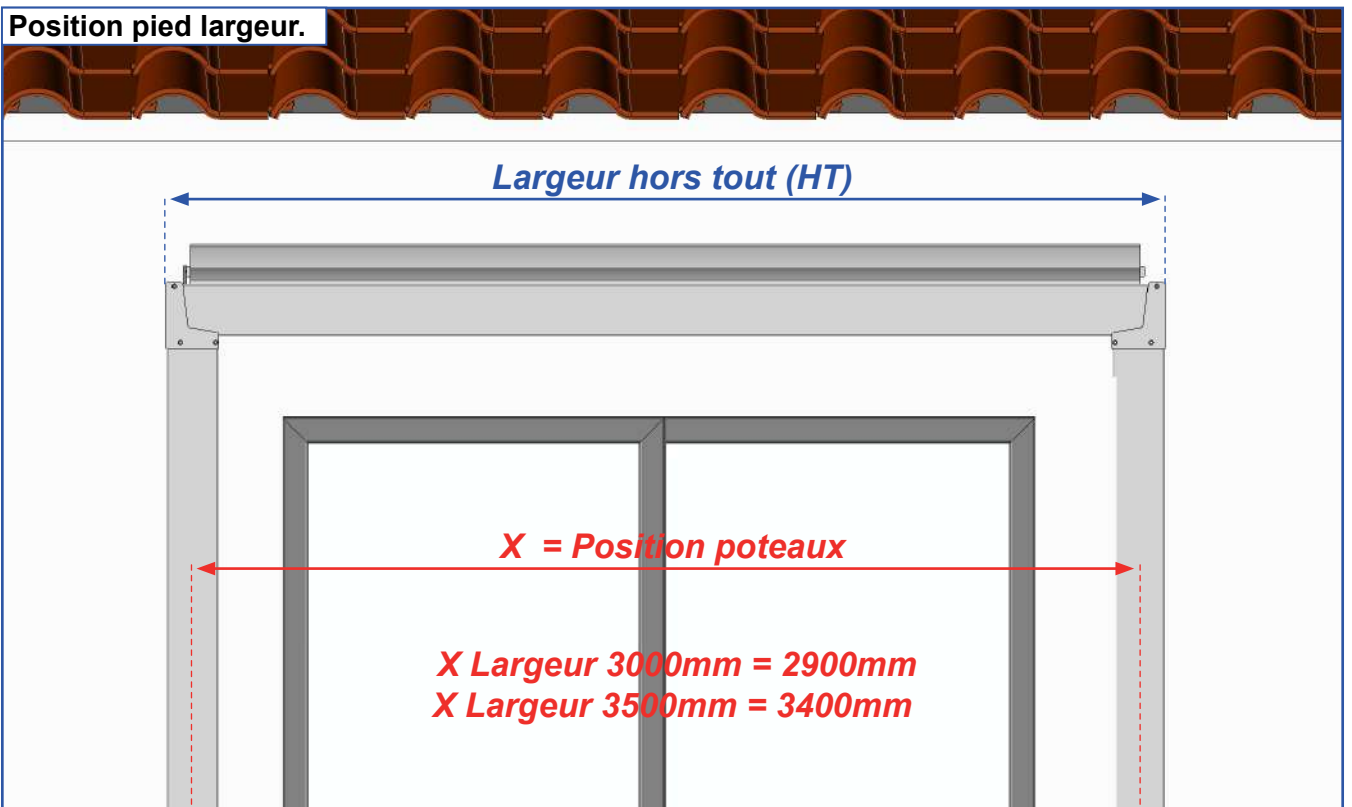 Position pied largeur.
Largeur hors tout (HT)
X = Position poteaux
X Largeur 3000mm = 2900mm
X Largeur 3500mm = 3400mm